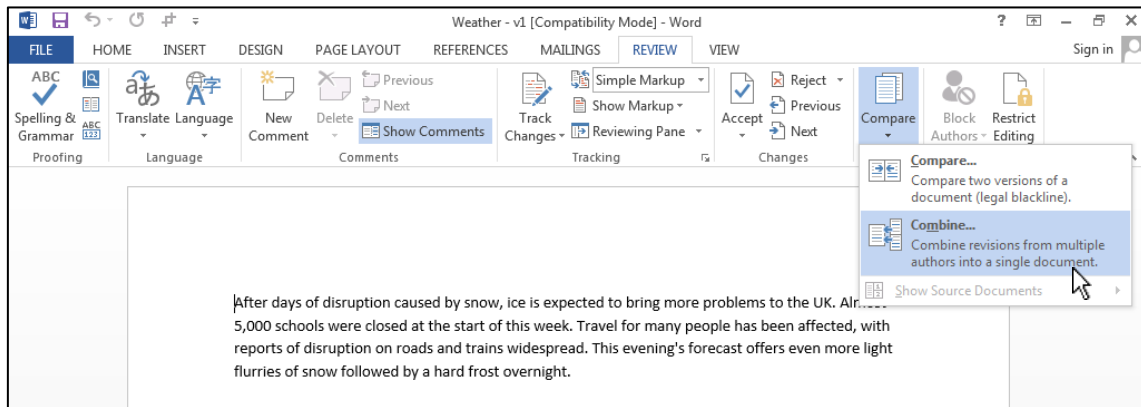 Weather - v1 [Compatibility Mode] - Word
FILE HOME INSERT DESIGN PAGE LAYOUT REFERENCES MAILINGS REVIEW VIEW Sign in
ABC
Spelling &
Grammar
ABC
123
Proofing
Translate Language
Language
New
Comment
Delete
Previous
Next
Show Comments
Comments
Track
Changes
Simple Markup
Show Markup
Reviewing Pane
Tracking
Accept
Reject
Previous
Next
Changes
Compare
Block
Authors
Restrict
Editing
Compare...
Compare two versions of a
document (legal blackline).
Combine...
Combine revisions from multiple
authors into a single document.
Show Source Documents
After days of disruption caused by snow, ice is expected to bring more problems to the UK.
5,000 schools were closed at the start of this week. Travel for many people has been affected, with
reports of disruption on roads and trains widespread. This evening's forecast offers even more light
flurries of snow followed by a hard frost overnight.